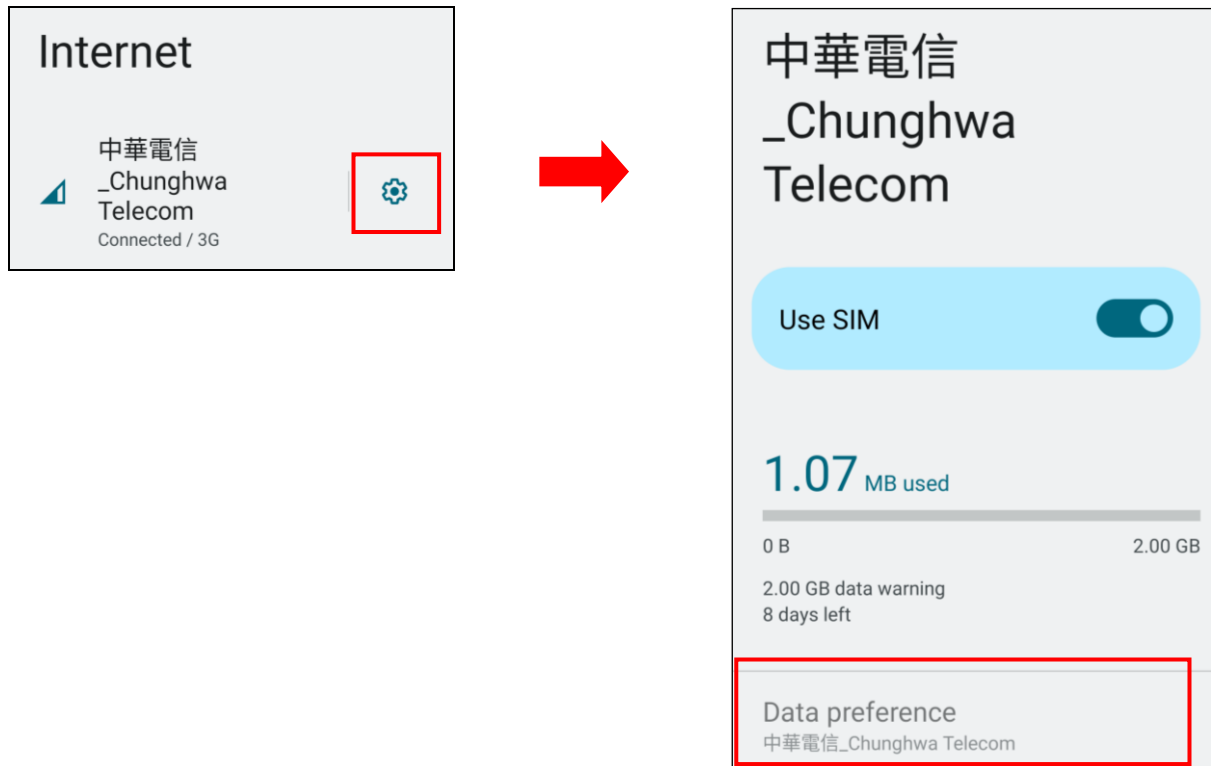 Internet
中華電信
_Chunghwa
Telecom
Connected / 3G
中華電信
_Chunghwa
Telecom
Use SIM
1.07 MB used
0 B 2.00 GB
2.00 GB data warning
8 days left
Data preference
中華電信_Chunghwa Telecom